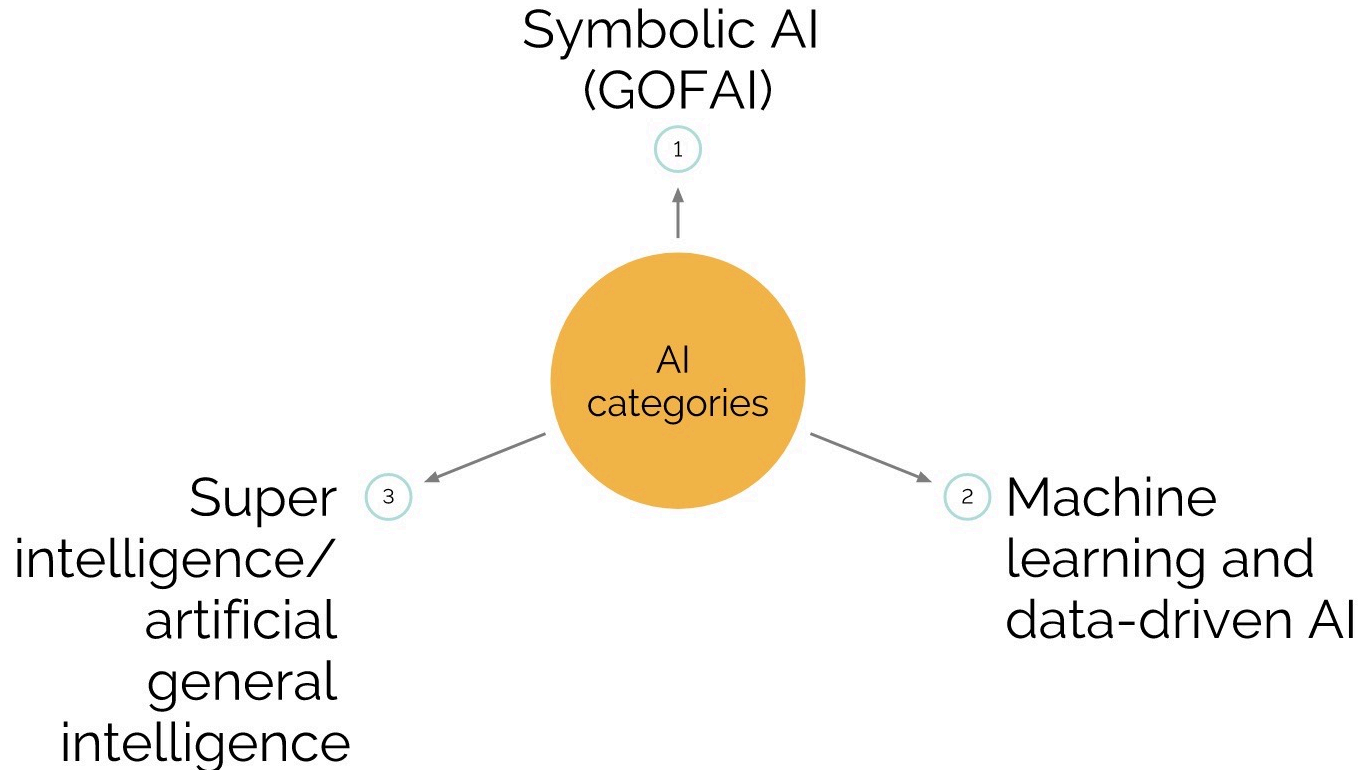 Symbolic AI
(GOFAI)
1
AI
categories
3
Super
intelligence/
artificial
general
intelligence
2
Machine
learning and
data-driven AI